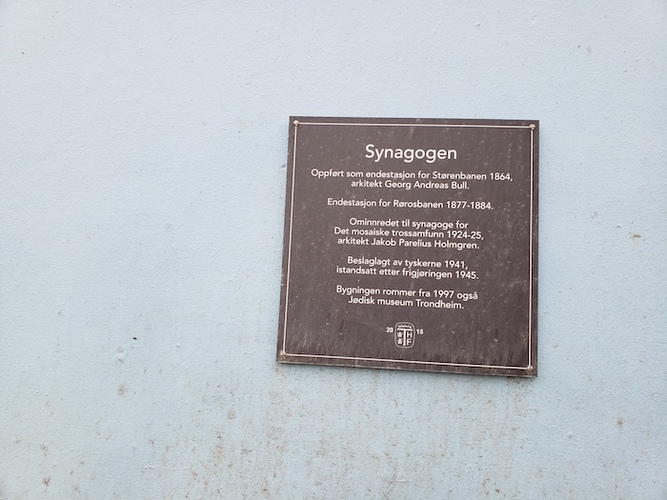 Synagogen
Oppført som endestasjon for Størenbanen 1864,
arkitekt Georg Andreas Bull.
Endestasjon for Rørosbanen 1877-1884.
Ominnredet til synagoge for
Det mosaiske trossamfunn 1924-25,
arkitekt Jakob Parelius Holmgren.
Beslaglagt av tyskerne 1941,
istandsatt etter frigjøringen 1945.
Bygningen rommer fra 1997 også
Jødisk museum Trondheim.
20 T H F 15